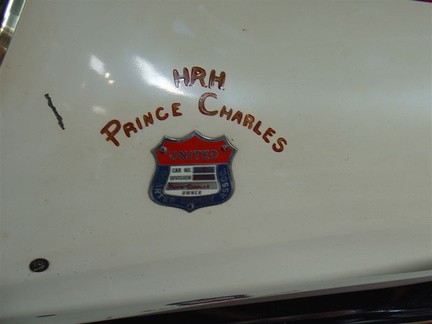 HRH
PRINCE CHARLES
UNITED
CAR NO.
DIVISION
OWNER